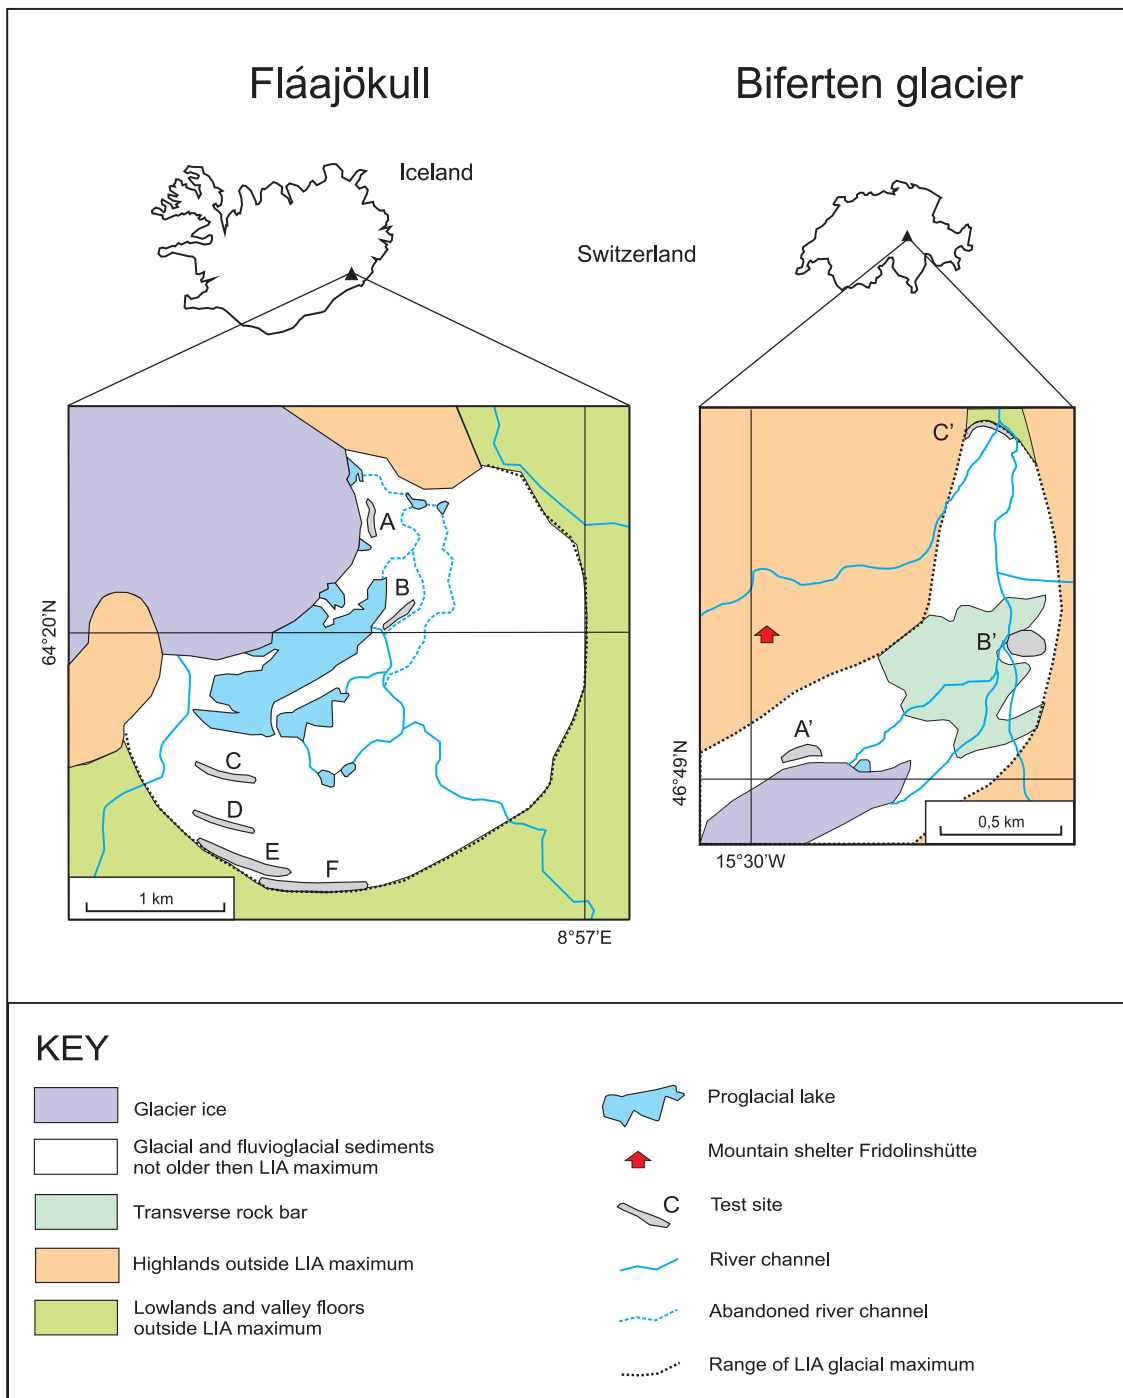 Fláajökull
Biferten glacier
Iceland
Switzerland
A
B
C
D
E
F
64°20'N
1 km
8°57'E
C'
B'
A'
46°49'N
0,5 km
15°30'W
KEY
Glacier ice
Glacial and fluvioglacial sediments
not older then LIA maximum
Transverse rock bar
Highlands outside LIA maximum
Lowlands and valley floors
outside LIA maximum
Proglacial lake
Mountain shelter Fridolinshütte
C
Test site
River channel
Abandoned river channel
Range of LIA glacial maximum